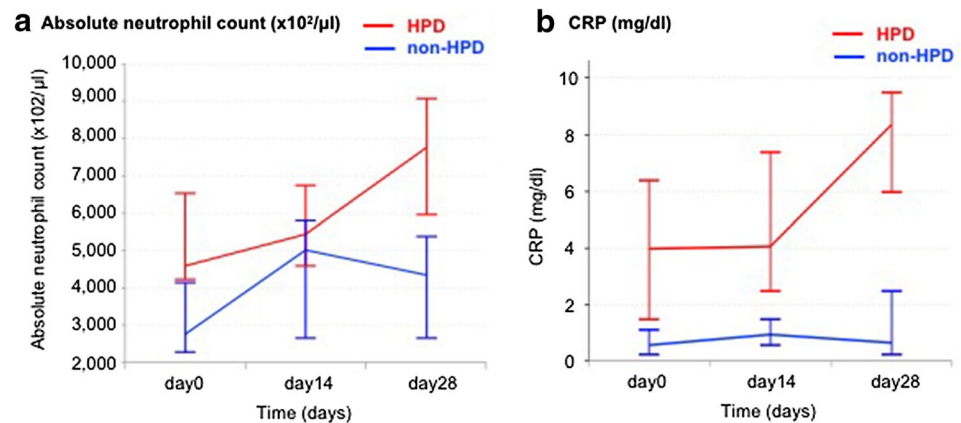 a Absolute neutrophil count (x10²/µl)
HPD
non-HPD
Absolute neutrophil count (x102/µl)
10,000
9,000
8,000
7,000
6,000
5,000
4,000
3,000
2,000
day0 day14 day28
Time (days)
b CRP (mg/dl)
HPD
non-HPD
CRP (mg/dl)
10
8
6
4
2
0
day0 day14 day28
Time (days)